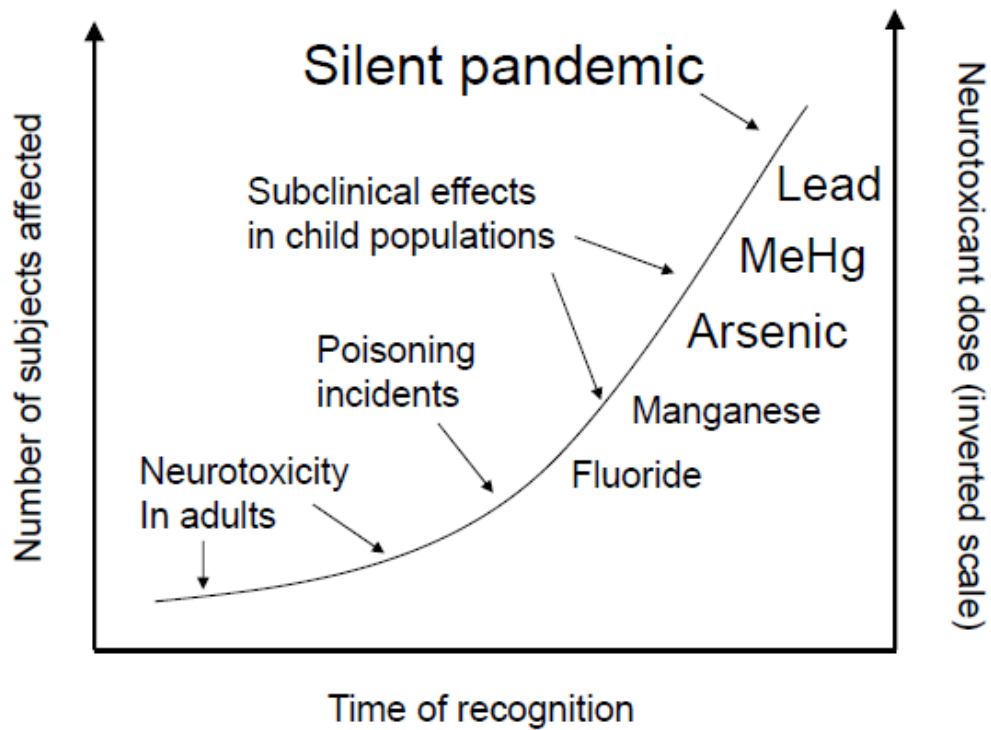 Silent pandemic
Number of subjects affected
Neurotoxicant dose (inverted scale)
Subclinical effects
in child populations
Lead
MeHg
Arsenic
Poisoning
incidents
Manganese
Neurotoxicity
In adults
Fluoride
Time of recognition